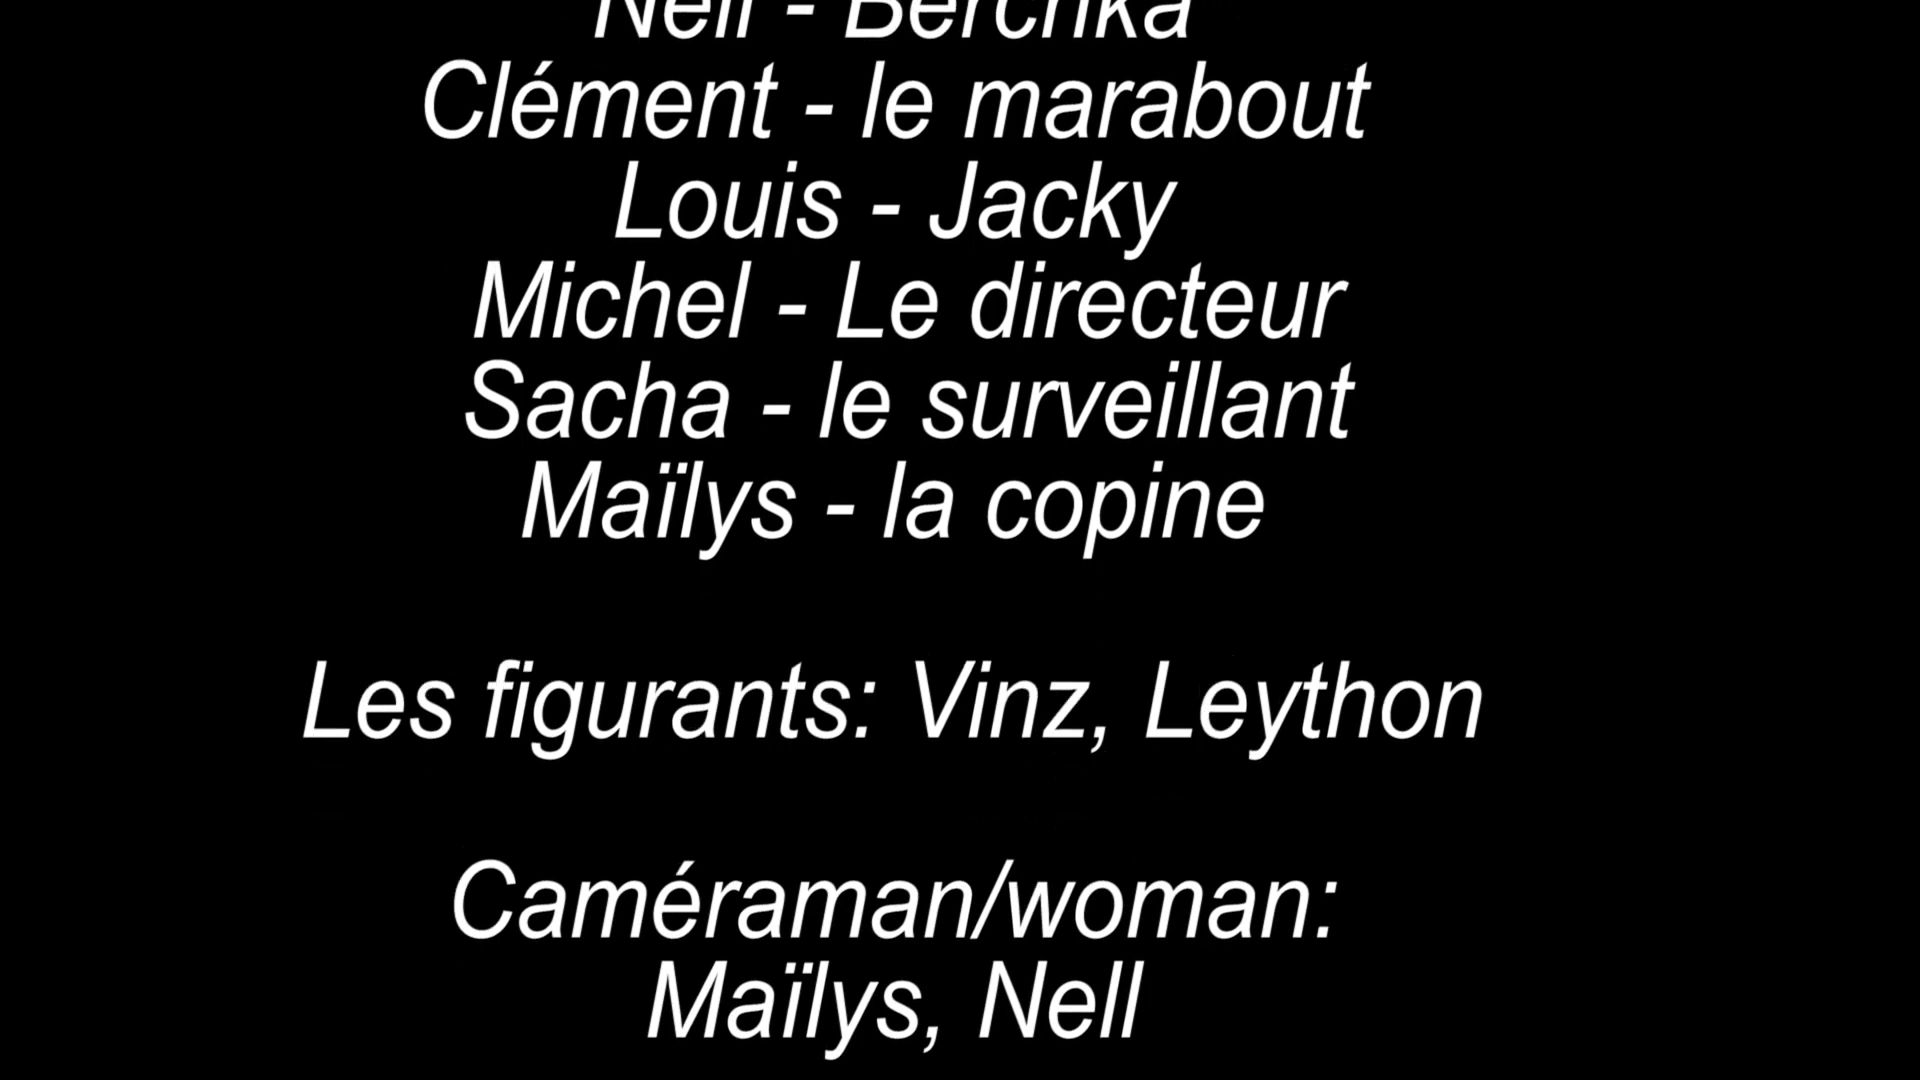 Nell - Berchka
Clément - le marabout
Louis - Jacky
Michel - Le directeur
Sacha - le surveillant
Maïlys - la copine
Les figurants: Vinz, Leython
Caméraman/woman:
Maïlys, Nell